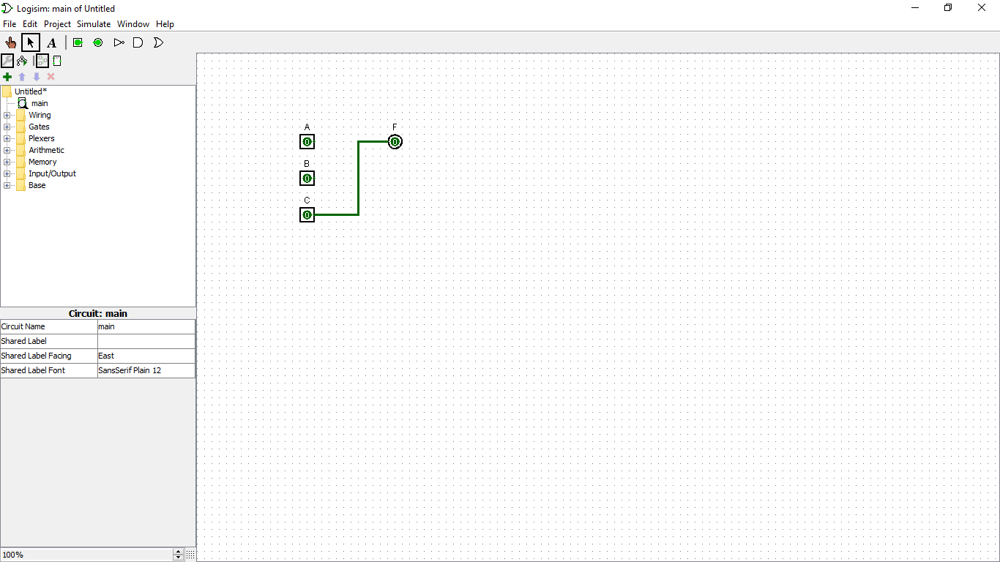 Logisim: main of Untitled
File Edit Project Simulate Window Help
A
Untitled*
main
Wiring
Gates
Plexers
Arithmetic
Memory
Input/Output
Base
Circuit: main
Circuit Name main
Shared Label
Shared Label Facing East
Shared Label Font SansSerif Plain 12
100%
A F
0 0
B
0
C
0